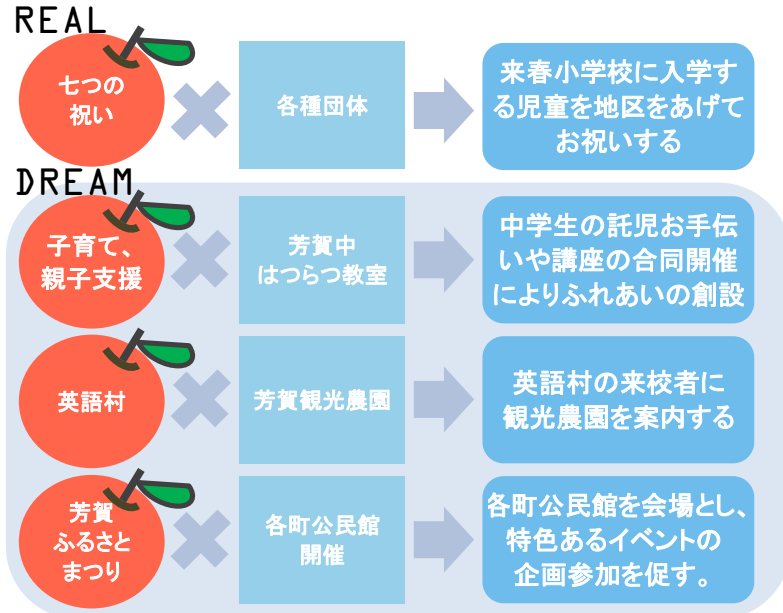 REAL
七つの
祝い
各種団体
来春小学校に入学す
る児童を地区をあげて
お祝いする
DREAM
子育て、
親子支援
芳賀中
はつらつ教室
中学生の託児お手伝
いや講座の合同開催
によりふれあいの創設
英語村
芳賀観光農園
英語村の来校者に
観光農園を案内する
芳賀
ふるさと
まつり
各町公民館
開催
各町公民館を会場とし、
特色あるイベントの
企画参加を促す。